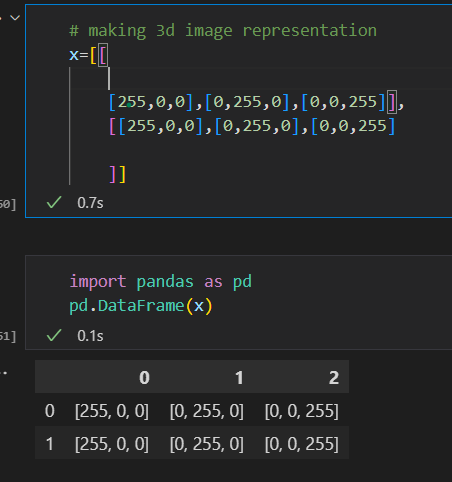 # making 3d image representation
x=[[
[255,0,0],[0,255,0],[0,0,255]],
[[255,0,0],[0,255,0],[0,0,255]
]]
50]
0.7s
import pandas as pd
pd.DataFrame(x)
51]
0.1s
0 1 2
0 [255, 0, 0] [0, 255, 0] [0, 0, 255]
1 [255, 0, 0] [0, 255, 0] [0, 0, 255]